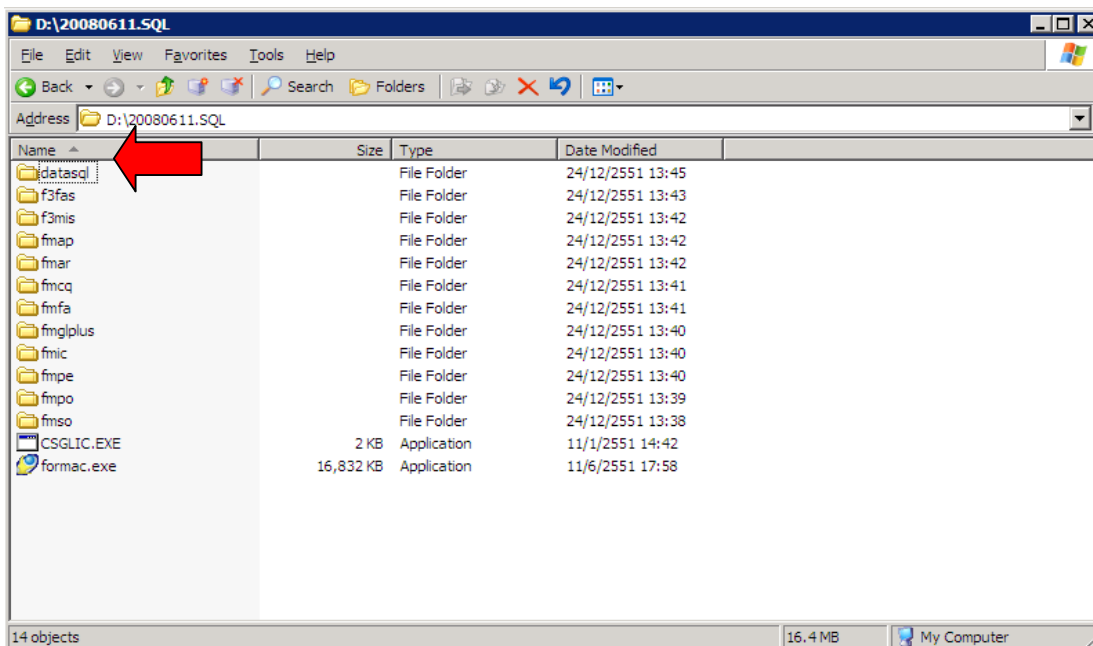 D:\20080611.SQL
File Edit View Favorites Tools Help
Back Search Folders
Address D:\20080611.SQL
Name Size Type Date Modified
datasql File Folder 24/12/2551 13:45
f3fas File Folder 24/12/2551 13:43
f3mis File Folder 24/12/2551 13:42
fmap File Folder 24/12/2551 13:42
fmar File Folder 24/12/2551 13:42
fmcq File Folder 24/12/2551 13:41
fmfa File Folder 24/12/2551 13:41
fmglplus File Folder 24/12/2551 13:40
fmic File Folder 24/12/2551 13:40
fmpe File Folder 24/12/2551 13:40
fmpo File Folder 24/12/2551 13:39
fmso File Folder 24/12/2551 13:38
CSGLIC.EXE 2 KB Application 11/1/2551 14:42
formac.exe 16,832 KB Application 11/6/2551 17:58
14 objects 16.4 MB My Computer